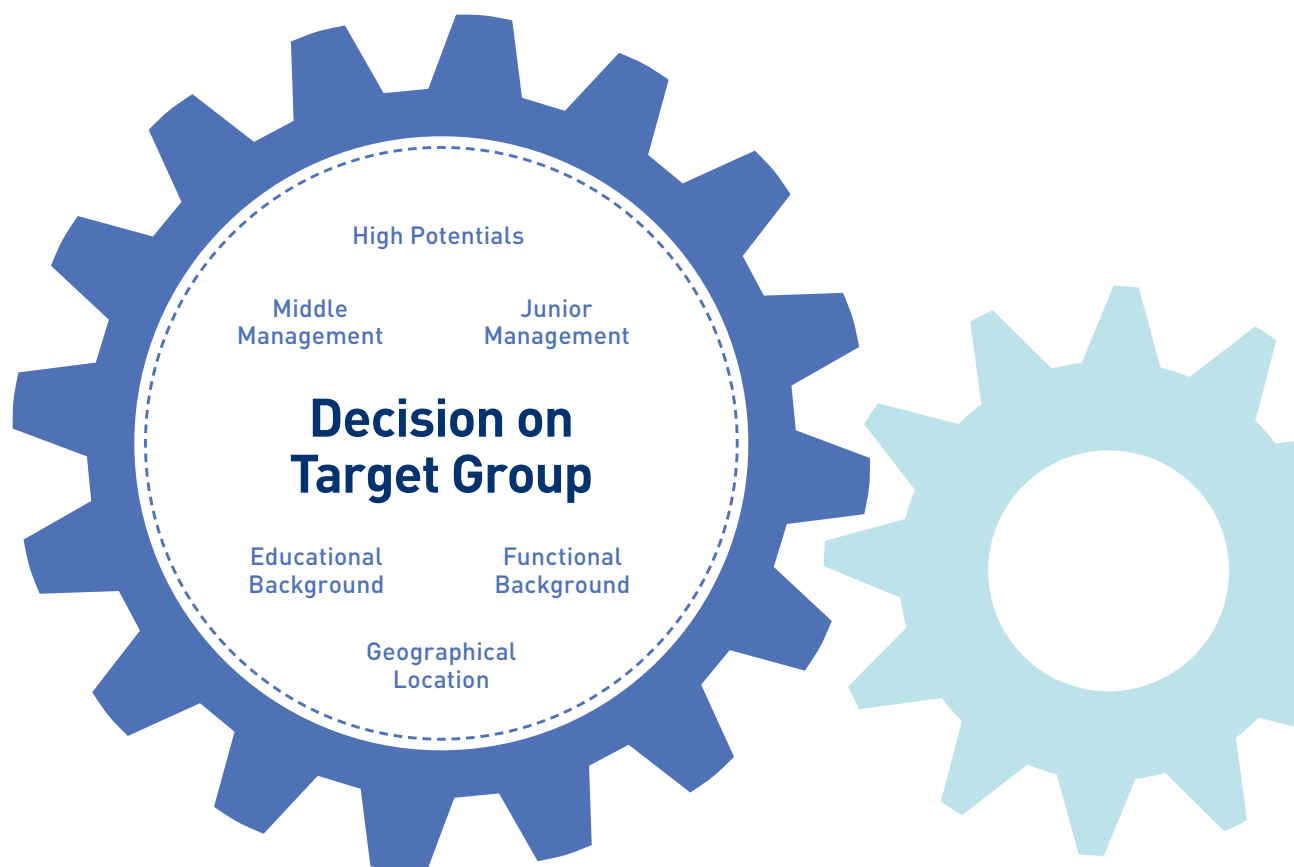 High Potentials
Middle
Management
Junior
Management
Decision on
Target Group
Educational
Background
Functional
Background
Geographical
Location